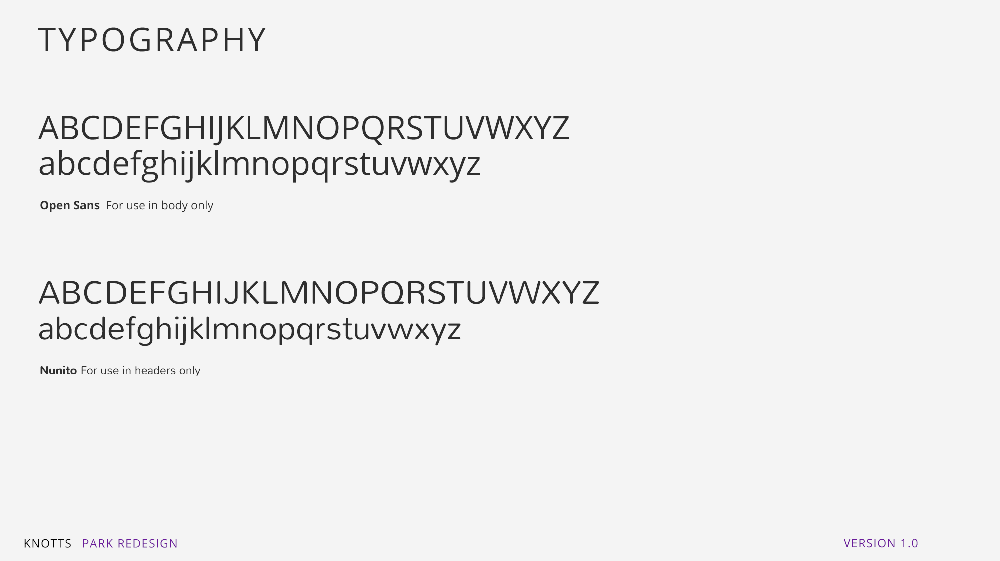 TYPOGRAPHY
ABCDEFGHIJKLMNOPQRSTUVWXYZ
abcdefghijklmnopqrstuvwxyz
Open Sans For use in body only
ABCDEFGHIJKLMNOPQRSTUVWXYZ
abcdefghijklmnopqrstuvwxyz
Nunito For use in headers only
KNOTTS PARK REDESIGN
VERSION 1.0